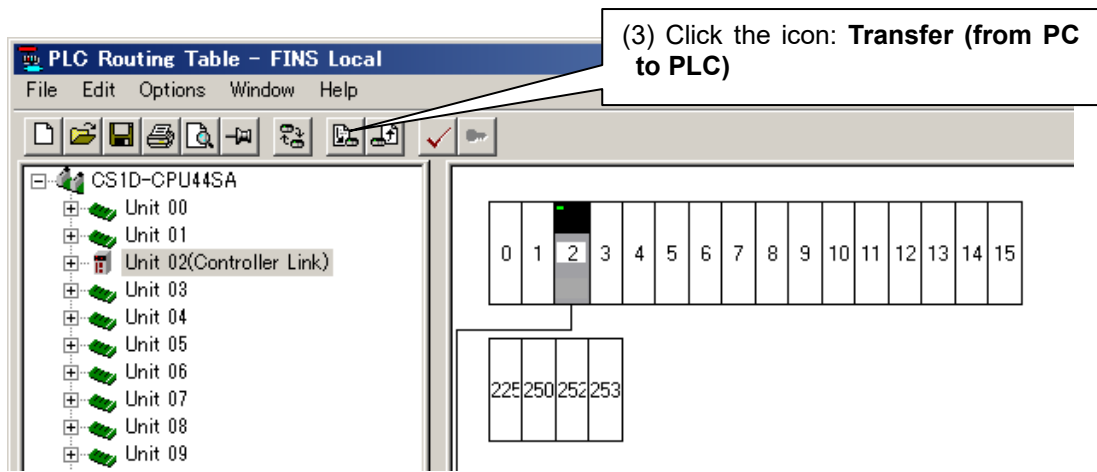 (3) Click the icon: Transfer (from PC
to PLC)
PLC Routing Table - FINS Local
File Edit Options Window Help
CS1D-CPU44SA
Unit 00
Unit 01
Unit 02(Controller Link)
Unit 03
Unit 04
Unit 05
Unit 06
Unit 07
Unit 08
Unit 09
0 1 2 3 4 5 6 7 8 9 10 11 12 13 14 15
225 250 252 253